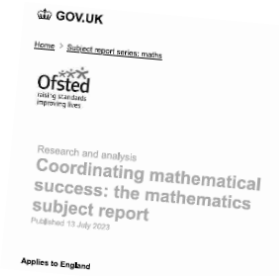 GOV.UK
Home > Subject report series: maths
Ofsted
raising standards
improving lives
Research and analysis
Coordinating mathematical
success: the mathematics
subject report
Published 13 July 2023
Applies to England